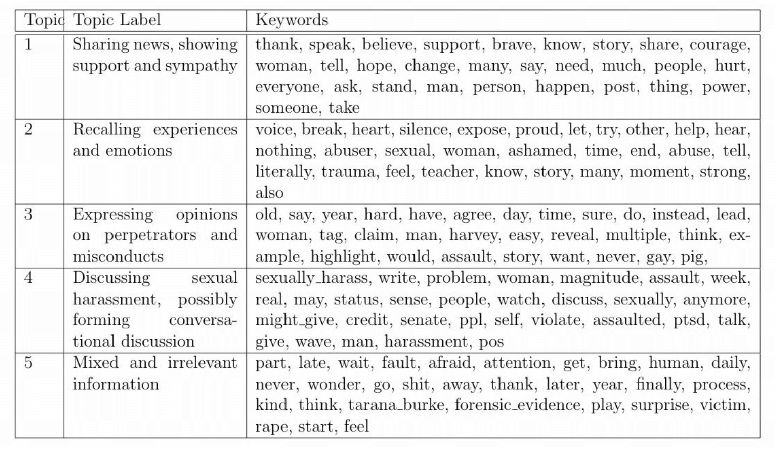 Topic Topic Label Keywords
1 Sharing news, showing thank, speak, believe, support, brave, know, story, share, courage,
support and sympathy woman, tell, hope, change, many, say, need, much, people, hurt,
everyone, ask, stand, man, person, happen, post, thing, power,
someone, take
2 Recalling experiences voice, break, heart, silence, expose, proud, let, try, other, help, hear,
and emotions nothing, abuser, sexual, woman, ashamed, time, end, abuse, tell,
literally, trauma, feel, teacher, know, story, many, moment, strong,
also
3 Expressing opinions old, say, year, hard, have, agree, day, time, sure, do, instead, lead,
on perpetrators and woman, tag, claim, man, harvey, easy, reveal, multiple, think, ex-
misconducts ample, highlight, would, assault, story, want, never, gay, pig,
4 Discussing sexual sexually_harass, write, problem, woman, magnitude, assault, week,
harassment, possibly real, may, status, sense, people, watch, discuss, sexually, anymore,
forming conversa- might_give, credit, senate, ppl, self, violate, assaulted, ptsd, talk,
tional discussion give, wave, man, harassment, pos
5 Mixed and irrelevant part, late, wait, fault, afraid, attention, get, bring, human, daily,
information never, wonder, go, shit, away, thank, later, year, finally, process,
kind, think, tarana_burke, forensic_evidence, play, surprise, victim,
rape, start, feel